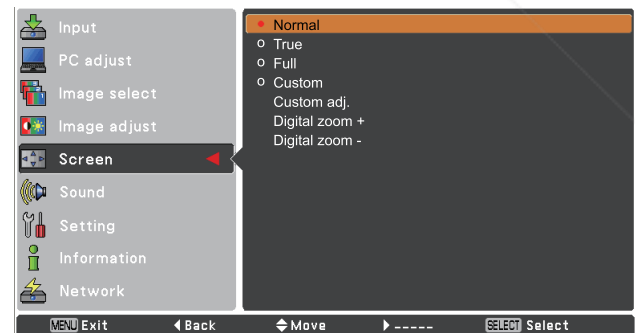 Input
PC adjust
Image select
Image adjust
Screen
Sound
Setting
Information
Network
Normal
o True
o Full
o Custom
Custom adj.
Digital zoom +
Digital zoom -
MENU Exit
Back
Move
-----
SELECT Select